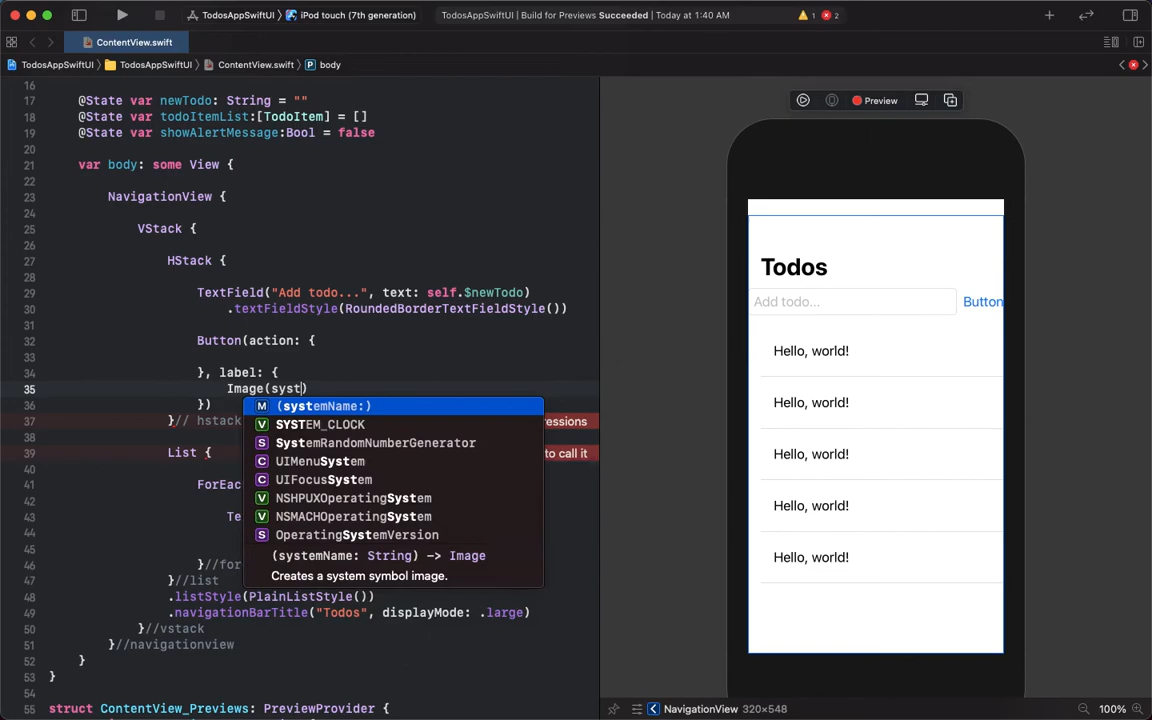 TodosAppSwiftUI 〉 iPod touch (7th generation)
TodosAppSwiftUI | Build for Previews Succeeded | Today at 1:40 AM
1
2
ContentView.swift
TodosAppSwiftUI 〉 TodosAppSwiftUI 〉 ContentView.swift 〉 P body
16
17 @State var newTodo: String = ""
18 @State var todoItemList:[TodoItem] = []
19 @State var showAlertMessage:Bool = false
20
21 var body: some View {
22
23 NavigationView {
24
25 VStack {
26
27 HStack {
28
29 TextField("Add todo...", text: self.$newTodo)
30 .textFieldStyle(RoundedBorderTextFieldStyle())
31
32 Button(action: {
33
34 }, label: {
35 Image(syst)
36 })
37 }// hstack ressions
38
39 List { to call it
40
41 ForEac
42
43 Te
44
45
46 }//for
47 }//list
48 .listStyle(PlainListStyle())
49 .navigationBarTitle("Todos", displayMode: .large)
50 }//vstack
51 }//navigationview
52 }
53 }
54
55 struct ContentView_Previews: PreviewProvider {
M (systemName:)
V SYSTEM_CLOCK
S SystemRandomNumberGenerator
C UIMenuSystem
C UIFocusSystem
V NSHPUXOperatingSystem
V NSMACHOperatingSystem
S OperatingSystemVersion
(systemName: String) -> Image
Creates a system symbol image.
Preview
Todos
Add todo...
Button
Hello, world!
Hello, world!
Hello, world!
Hello, world!
Hello, world!
NavigationView 320×548
100%